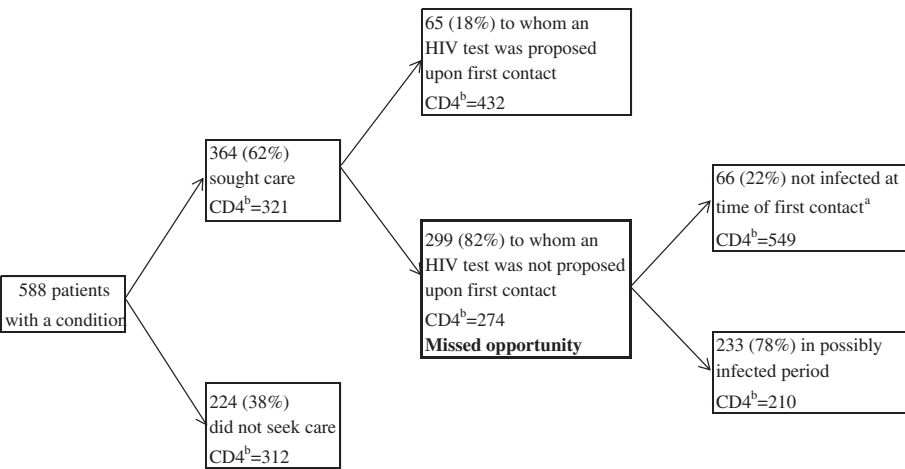 65 (18%) to whom an
HIV test was proposed
upon first contact
CD4ᵇ=432
364 (62%)
sought care
CD4ᵇ=321
66 (22%) not infected at
time of first contactᵃ
CD4ᵇ=549
299 (82%) to whom an
HIV test was not proposed
upon first contact
CD4ᵇ=274
Missed opportunity
588 patients
with a condition
233 (78%) in possibly
infected period
CD4ᵇ=210
224 (38%)
did not seek care
CD4ᵇ=312